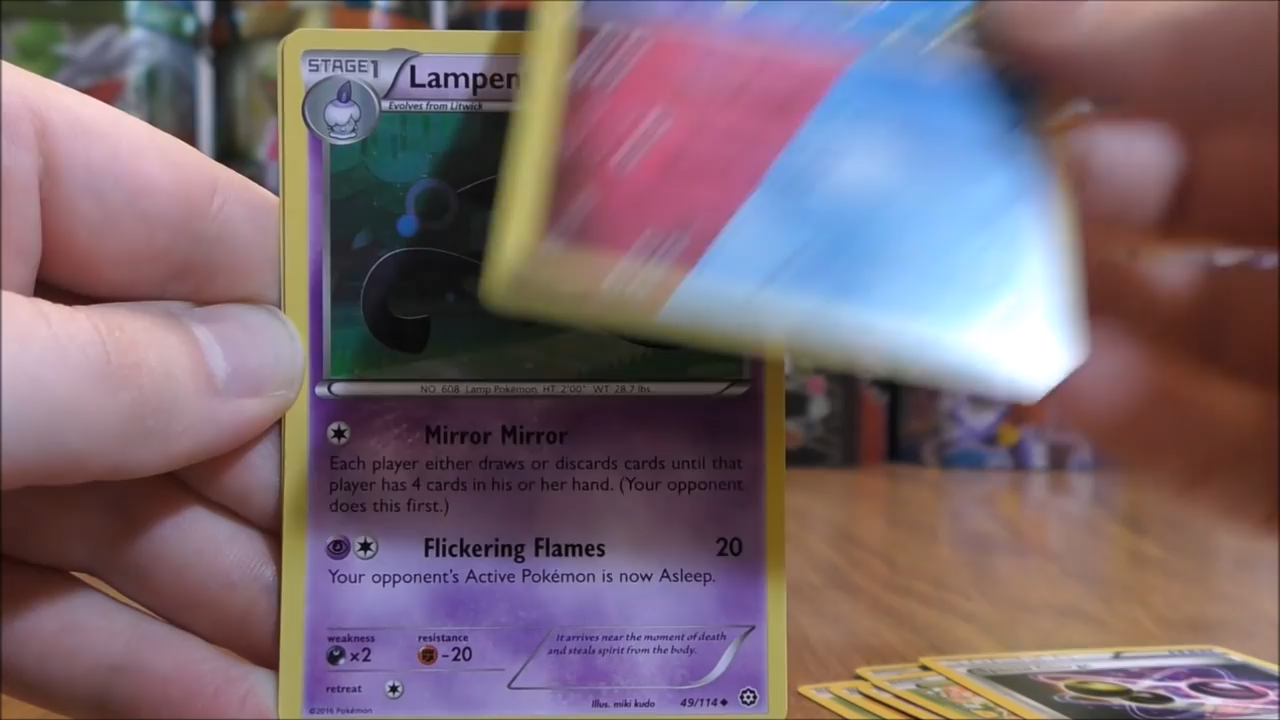 STAGE1
Lampen
Evolves from Litwick
NO. 608 Lamp Pokémon HT: 2'00" WT: 28.7 lbs.
Mirror Mirror
Each player either draws or discards cards until that
player has 4 cards in his or her hand. (Your opponent
does this first.)
Flickering Flames 20
Your opponent's Active Pokémon is now Asleep.
weakness resistance
×2 -20
It arrives near the moment of death
and steals spirit from the body.
retreat
Illus. miki kudo 49/114
©2016 Pokémon